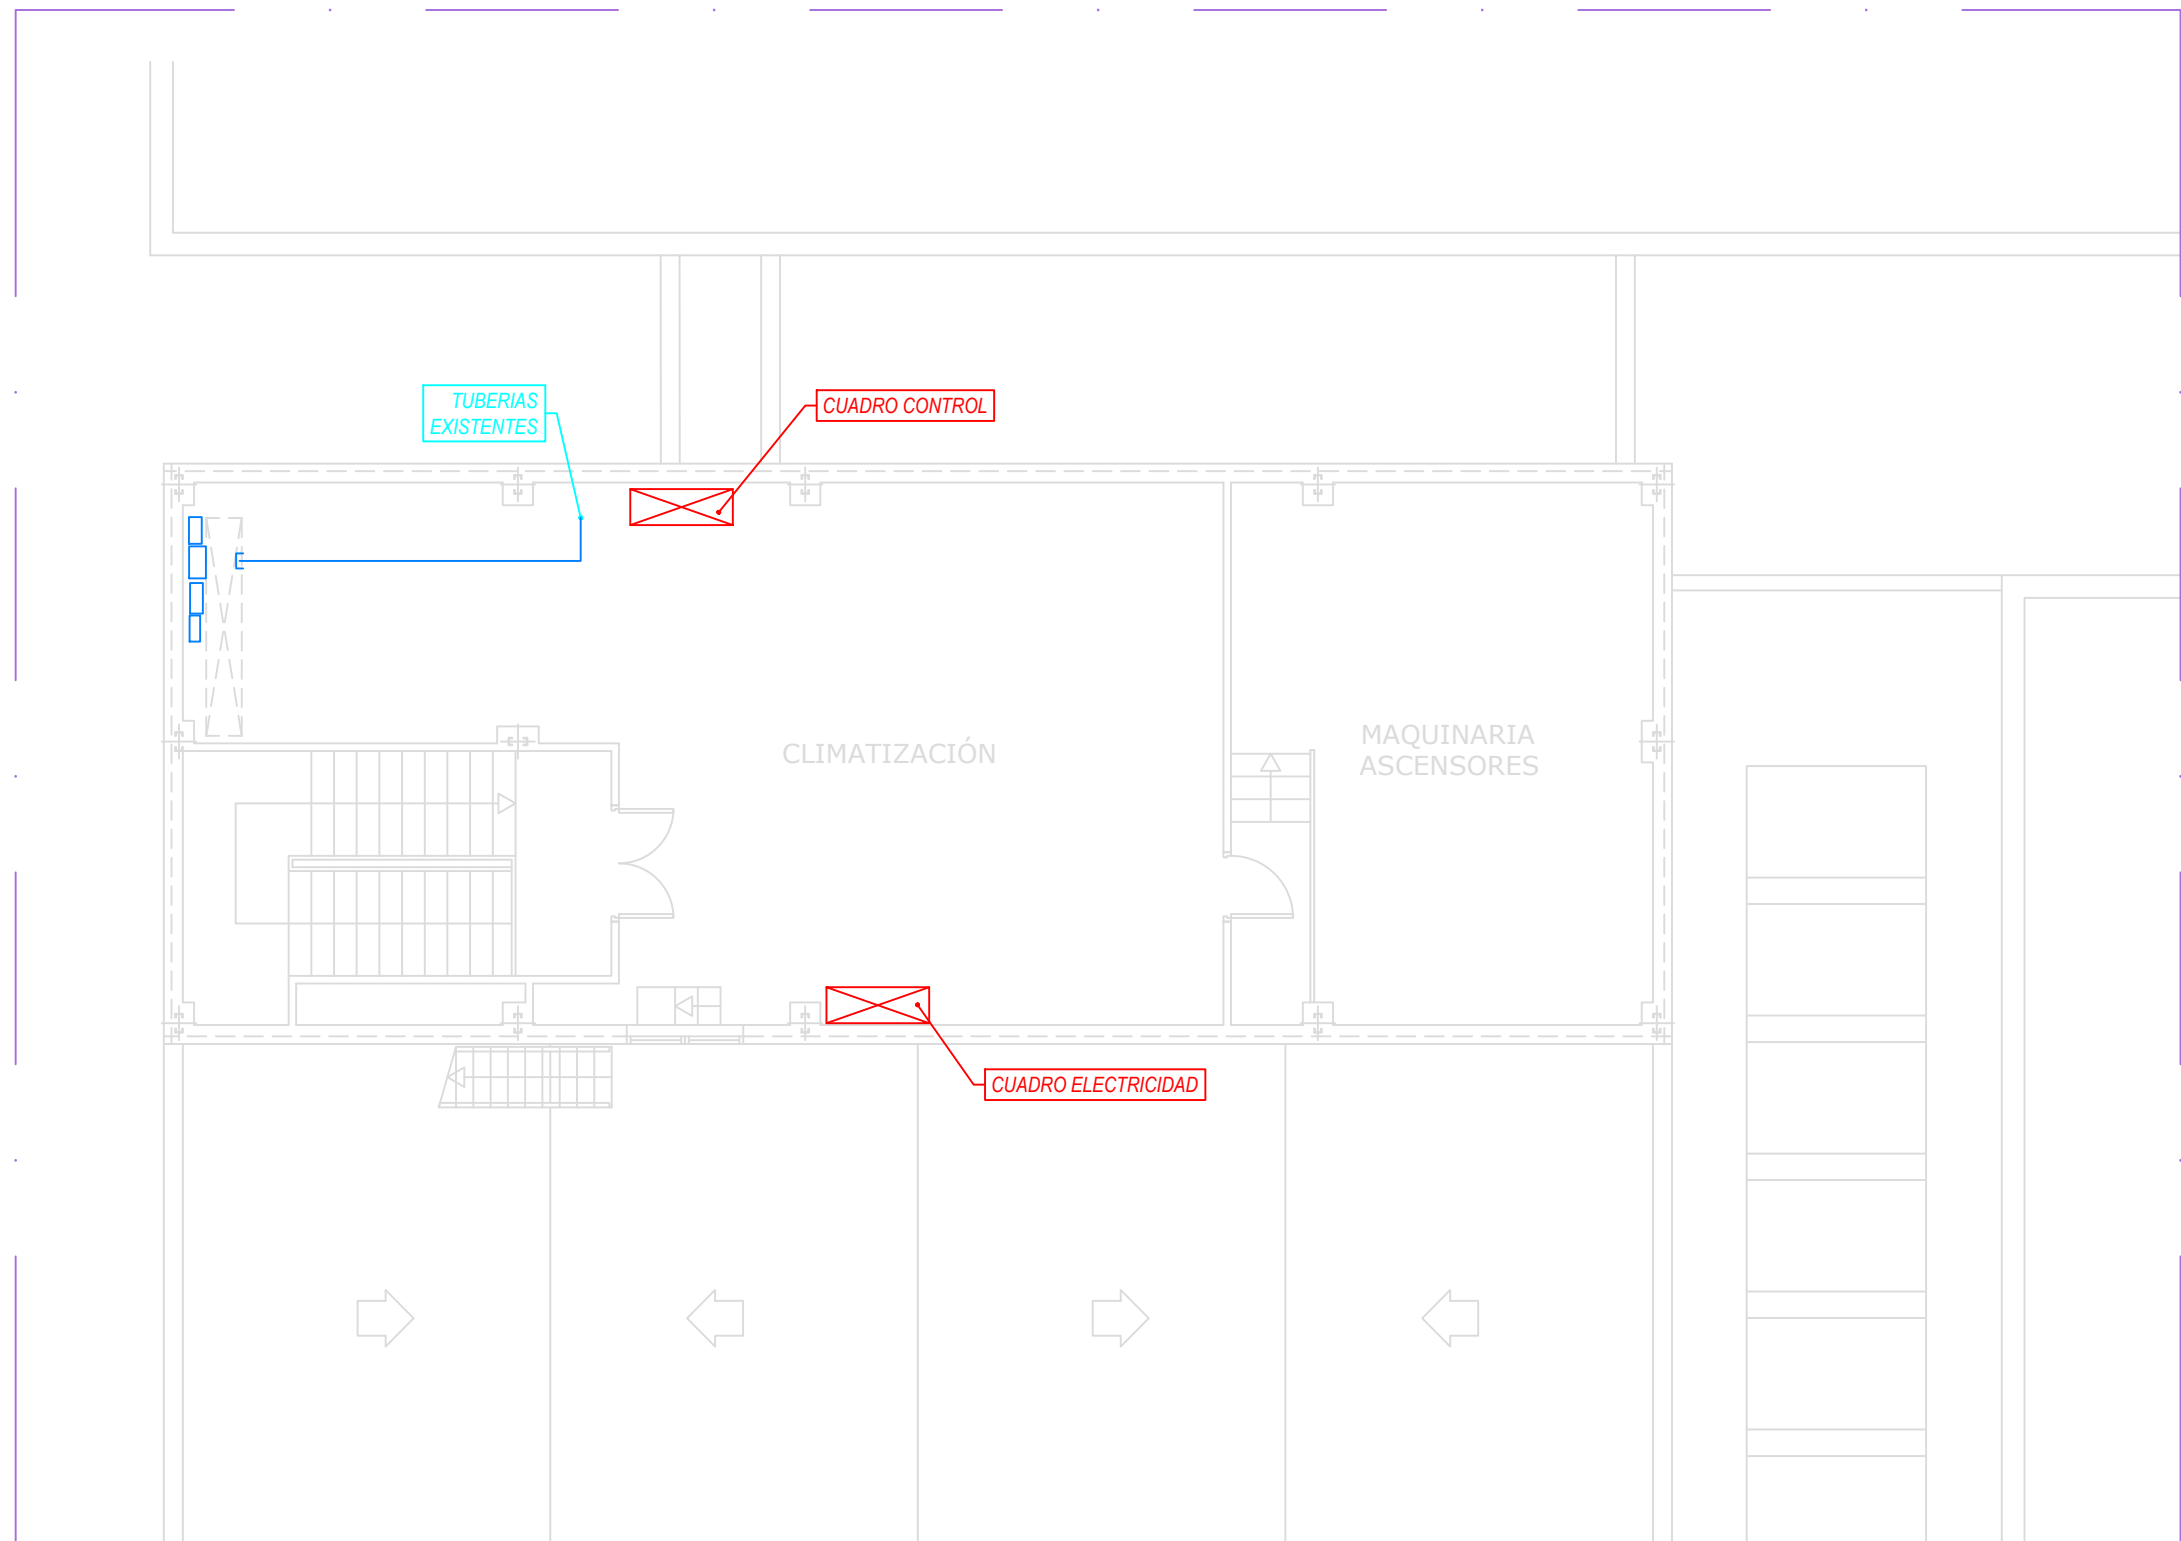 TUBERIAS
EXISTENTES
CUADRO CONTROL
CLIMATIZACIÓN
MAQUINARIA
ASCENSORES
CUADRO ELECTRICIDAD